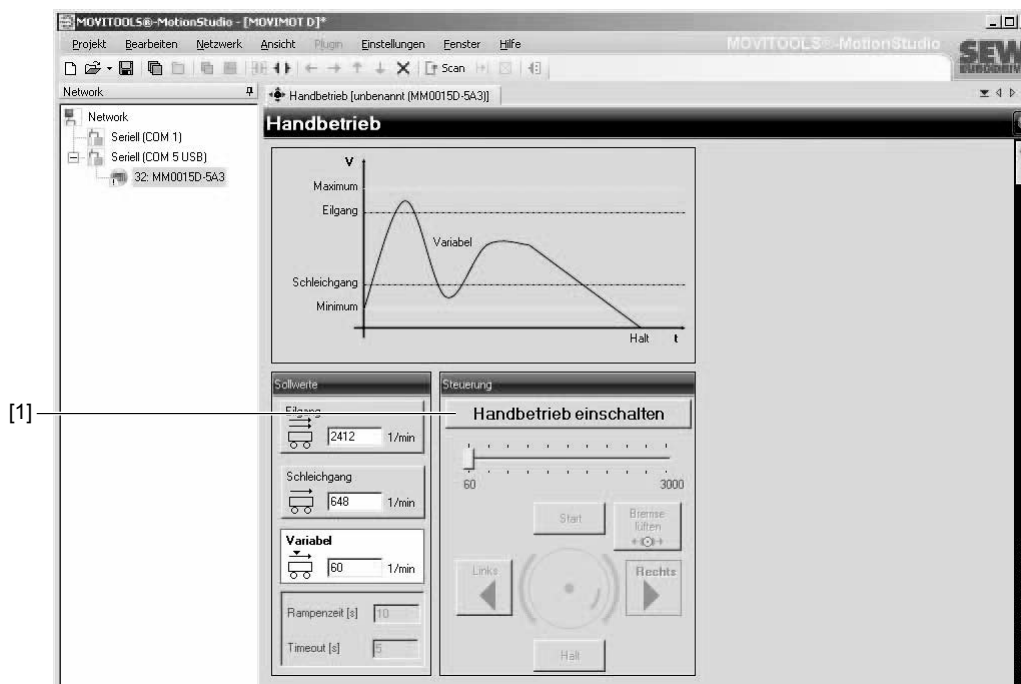 MOVITOOLS®-MotionStudio - [MOVIMOT D]*
Projekt Bearbeiten Netzwerk Ansicht Plugin Einstellungen Fenster Hilfe
MOVITOOLS®-MotionStudio
SEW
EURODRIVE
Scan
Network
Handbetrieb [unbenannt (MM0015D-5A3)]
Network
Seriell (COM 1)
Seriell (COM 5 USB)
32: MM0015D-5A3
Handbetrieb
V
Maximum
Eilgang
Variabel
Schleichgang
Minimum
Halt t
Sollwerte
Eilgang
2412 1/min
Schleichgang
648 1/min
Variabel
60 1/min
Rampenzeit [s] 10
Timeout [s] 5
Steuerung
[1]
Handbetrieb einschalten
60 3000
Start
Bremse
lüften
Links
Rechts
Halt